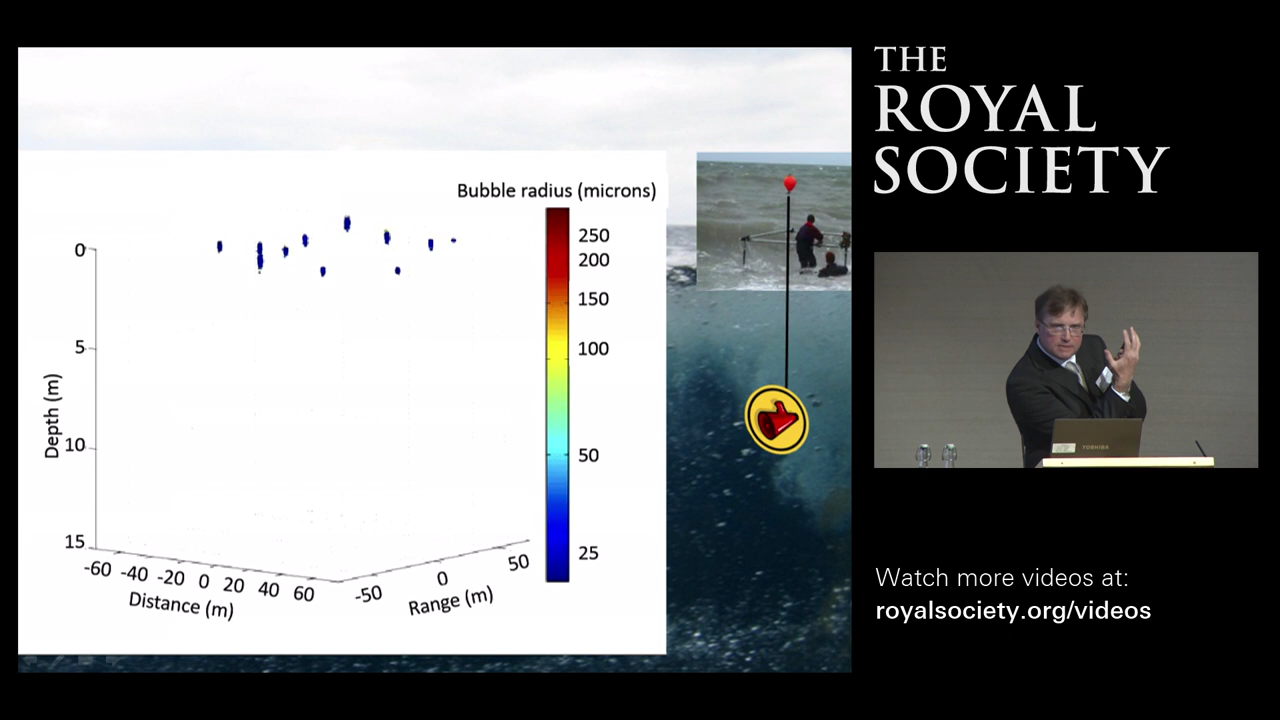 THE
ROYAL
SOCIETY
Bubble radius (microns)
250
200
150
100
50
25
0
5
10
15
Depth (m)
-60 -40 -20 0 20 40 60
Distance (m)
-50 0 50
Range (m)
TOSHIBA
Watch more videos at:
royalsociety.org/videos